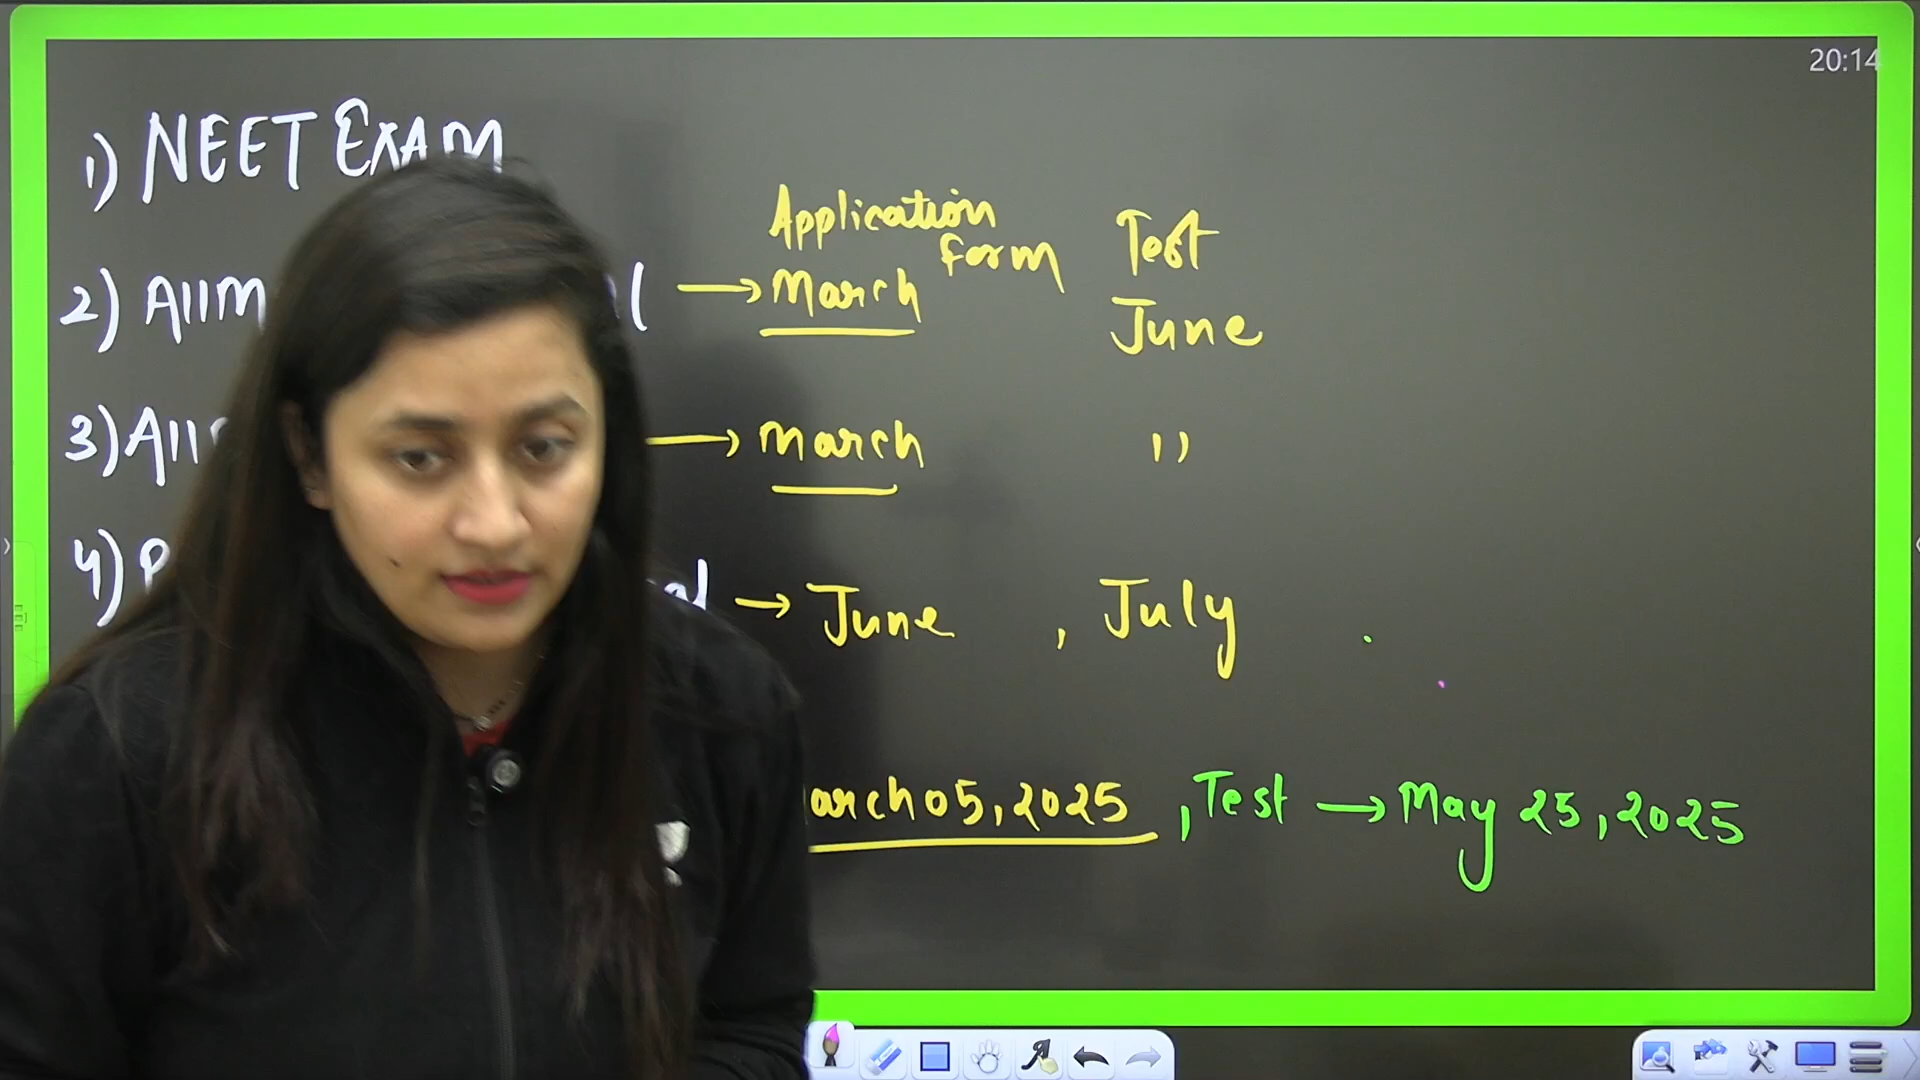 20:14
1) NEET EXAM
Application form Test
2) AIIM → March June
3) AII → March ''
4) P → June , July
arch 05, 2025 , Test → May 25, 2025